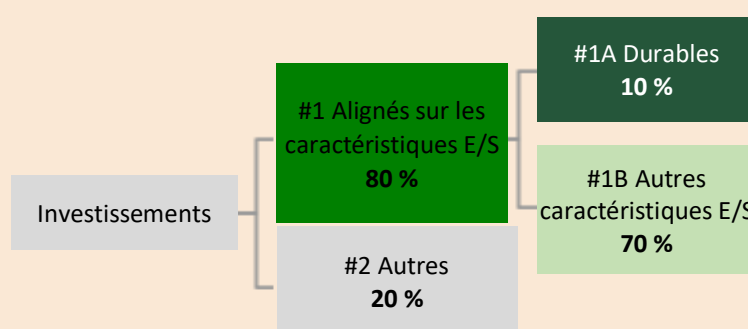 Investissements
#1 Alignés sur les
caractéristiques E/S
80 %
#2 Autres
20 %
#1A Durables
10 %
#1B Autres
caractéristiques E/S
70 %